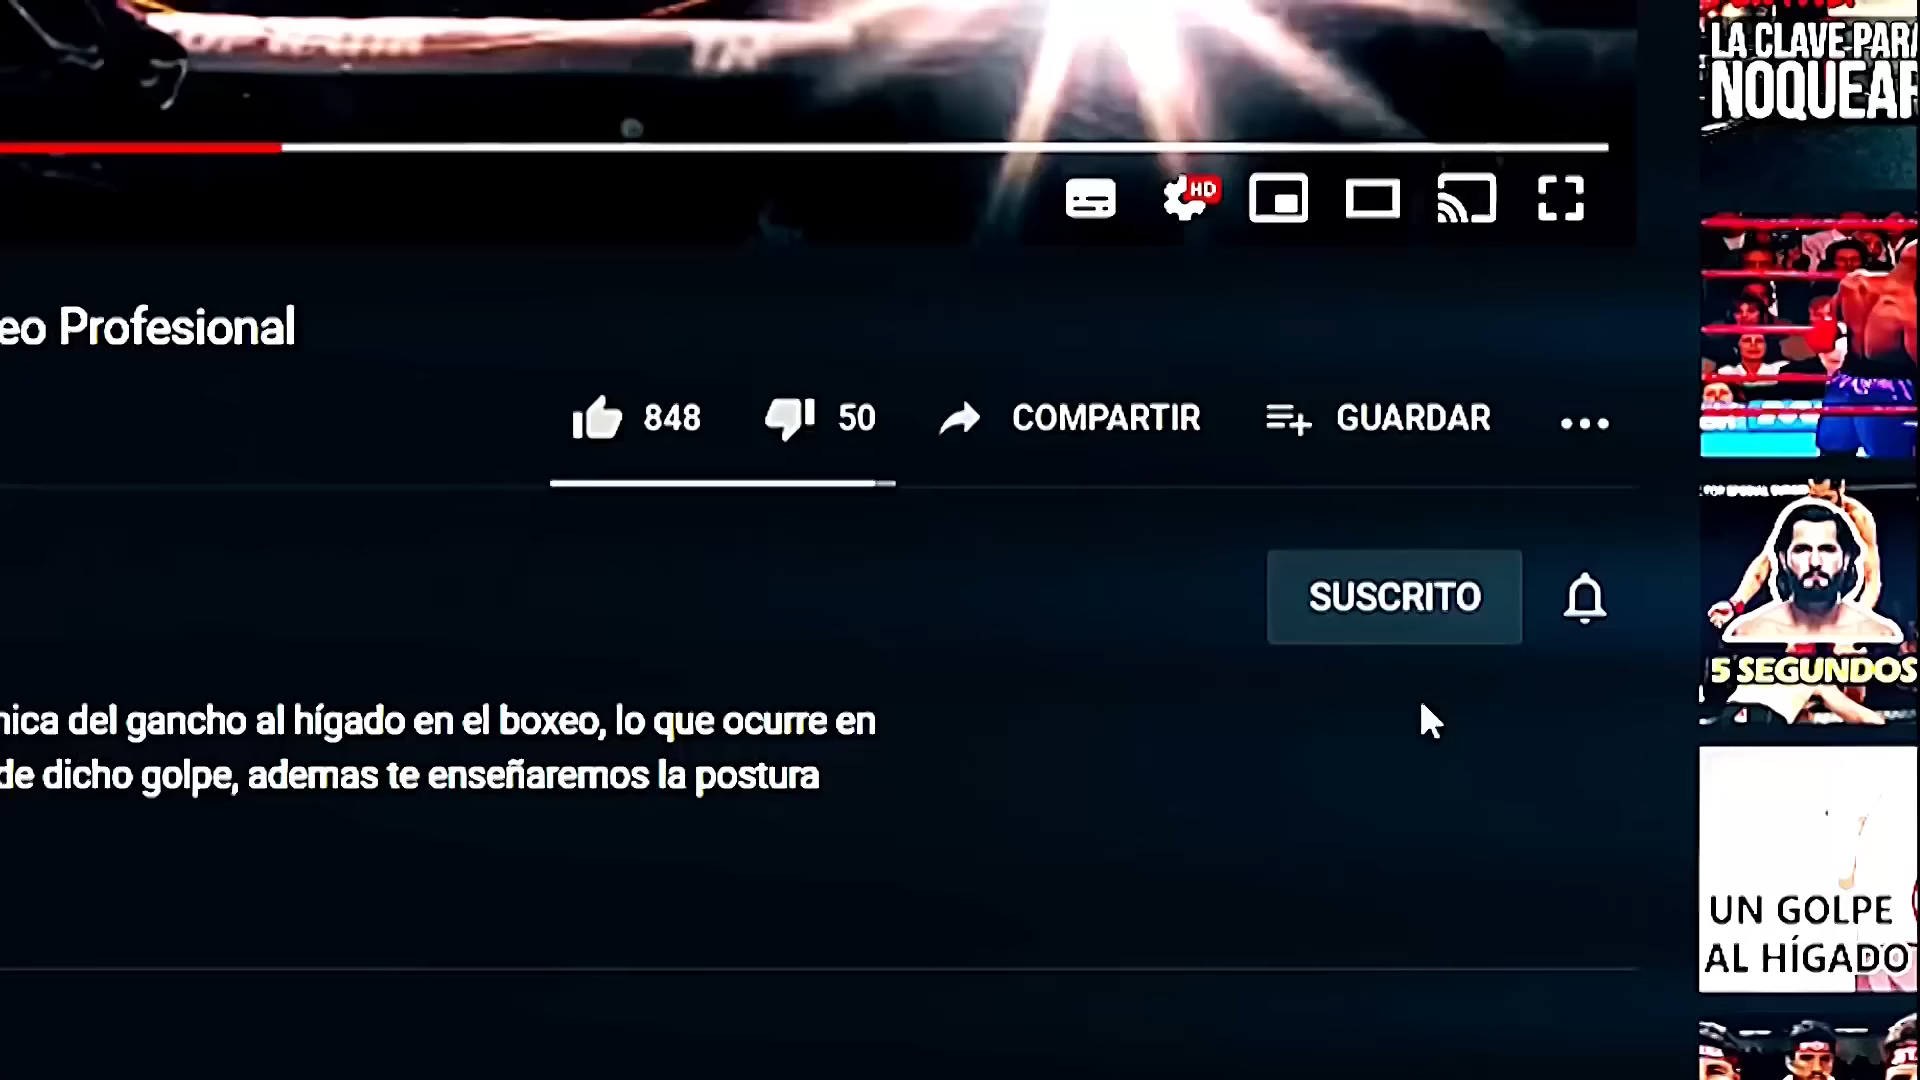 HD
eo Profesional
848
50
COMPARTIR
GUARDAR
SUSCRITO
nica del gancho al hígado en el boxeo, lo que ocurre en
de dicho golpe, ademas te enseñaremos la postura
LA CLAVE PARA
NOQUEAR
5 SEGUNDOS
UN GOLPE
AL HÍGADO